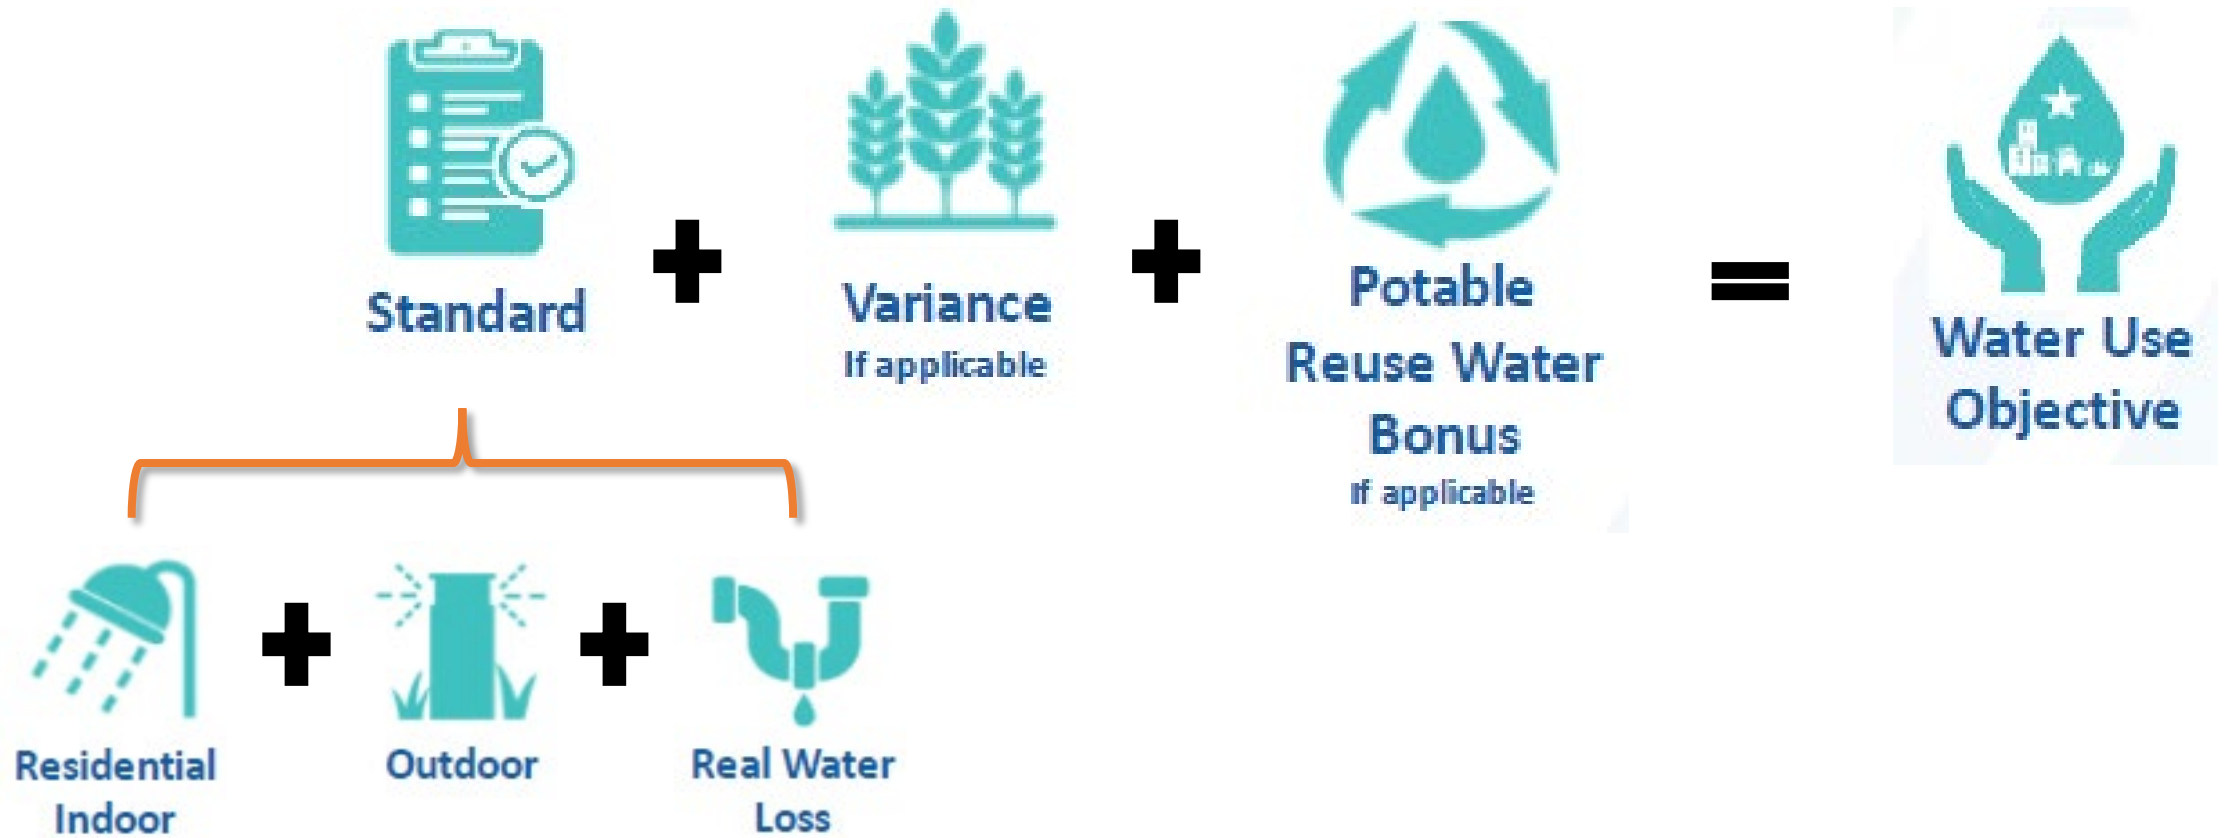 Standard
Variance
If applicable
Potable
Reuse Water
Bonus
If applicable
Water Use
Objective
Residential
Indoor
Outdoor
Real Water
Loss